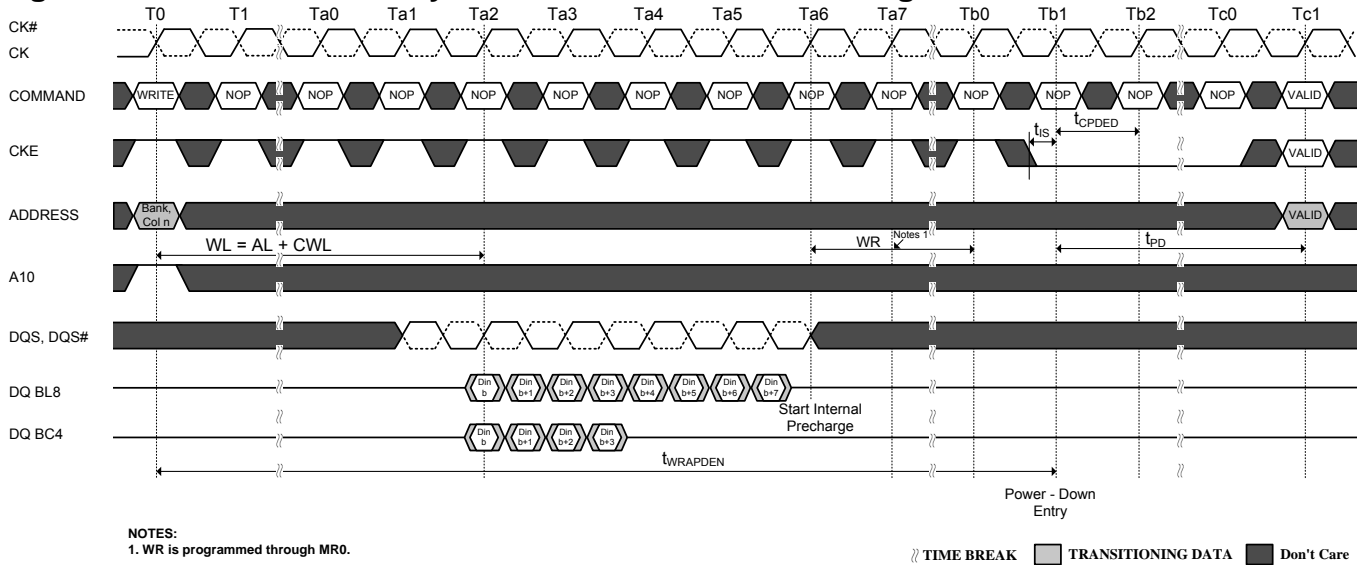 T0 T1 Ta0 Ta1 Ta2 Ta3 Ta4 Ta5 Ta6 Ta7 Tb0 Tb1 Tb2 Tc0 Tc1
CK#
CK
COMMAND WRITE NOP NOP NOP NOP NOP NOP NOP NOP NOP NOP NOP NOP NOP VALID
tIS tCPDED
CKE VALID
ADDRESS Bank, Col n VALID
WL = AL + CWL WR Notes 1 tPD
A10
DQS, DQS#
DQ BL8 Din b Din b+1 Din b+2 Din b+3 Din b+4 Din b+5 Din b+6 Din b+7
Start Internal
Precharge
DQ BC4 Din b Din b+1 Din b+2 Din b+3
tWRAPDEN
Power - Down
Entry
NOTES:
1. WR is programmed through MR0.
TIME BREAK TRANSITIONING DATA Don't Care